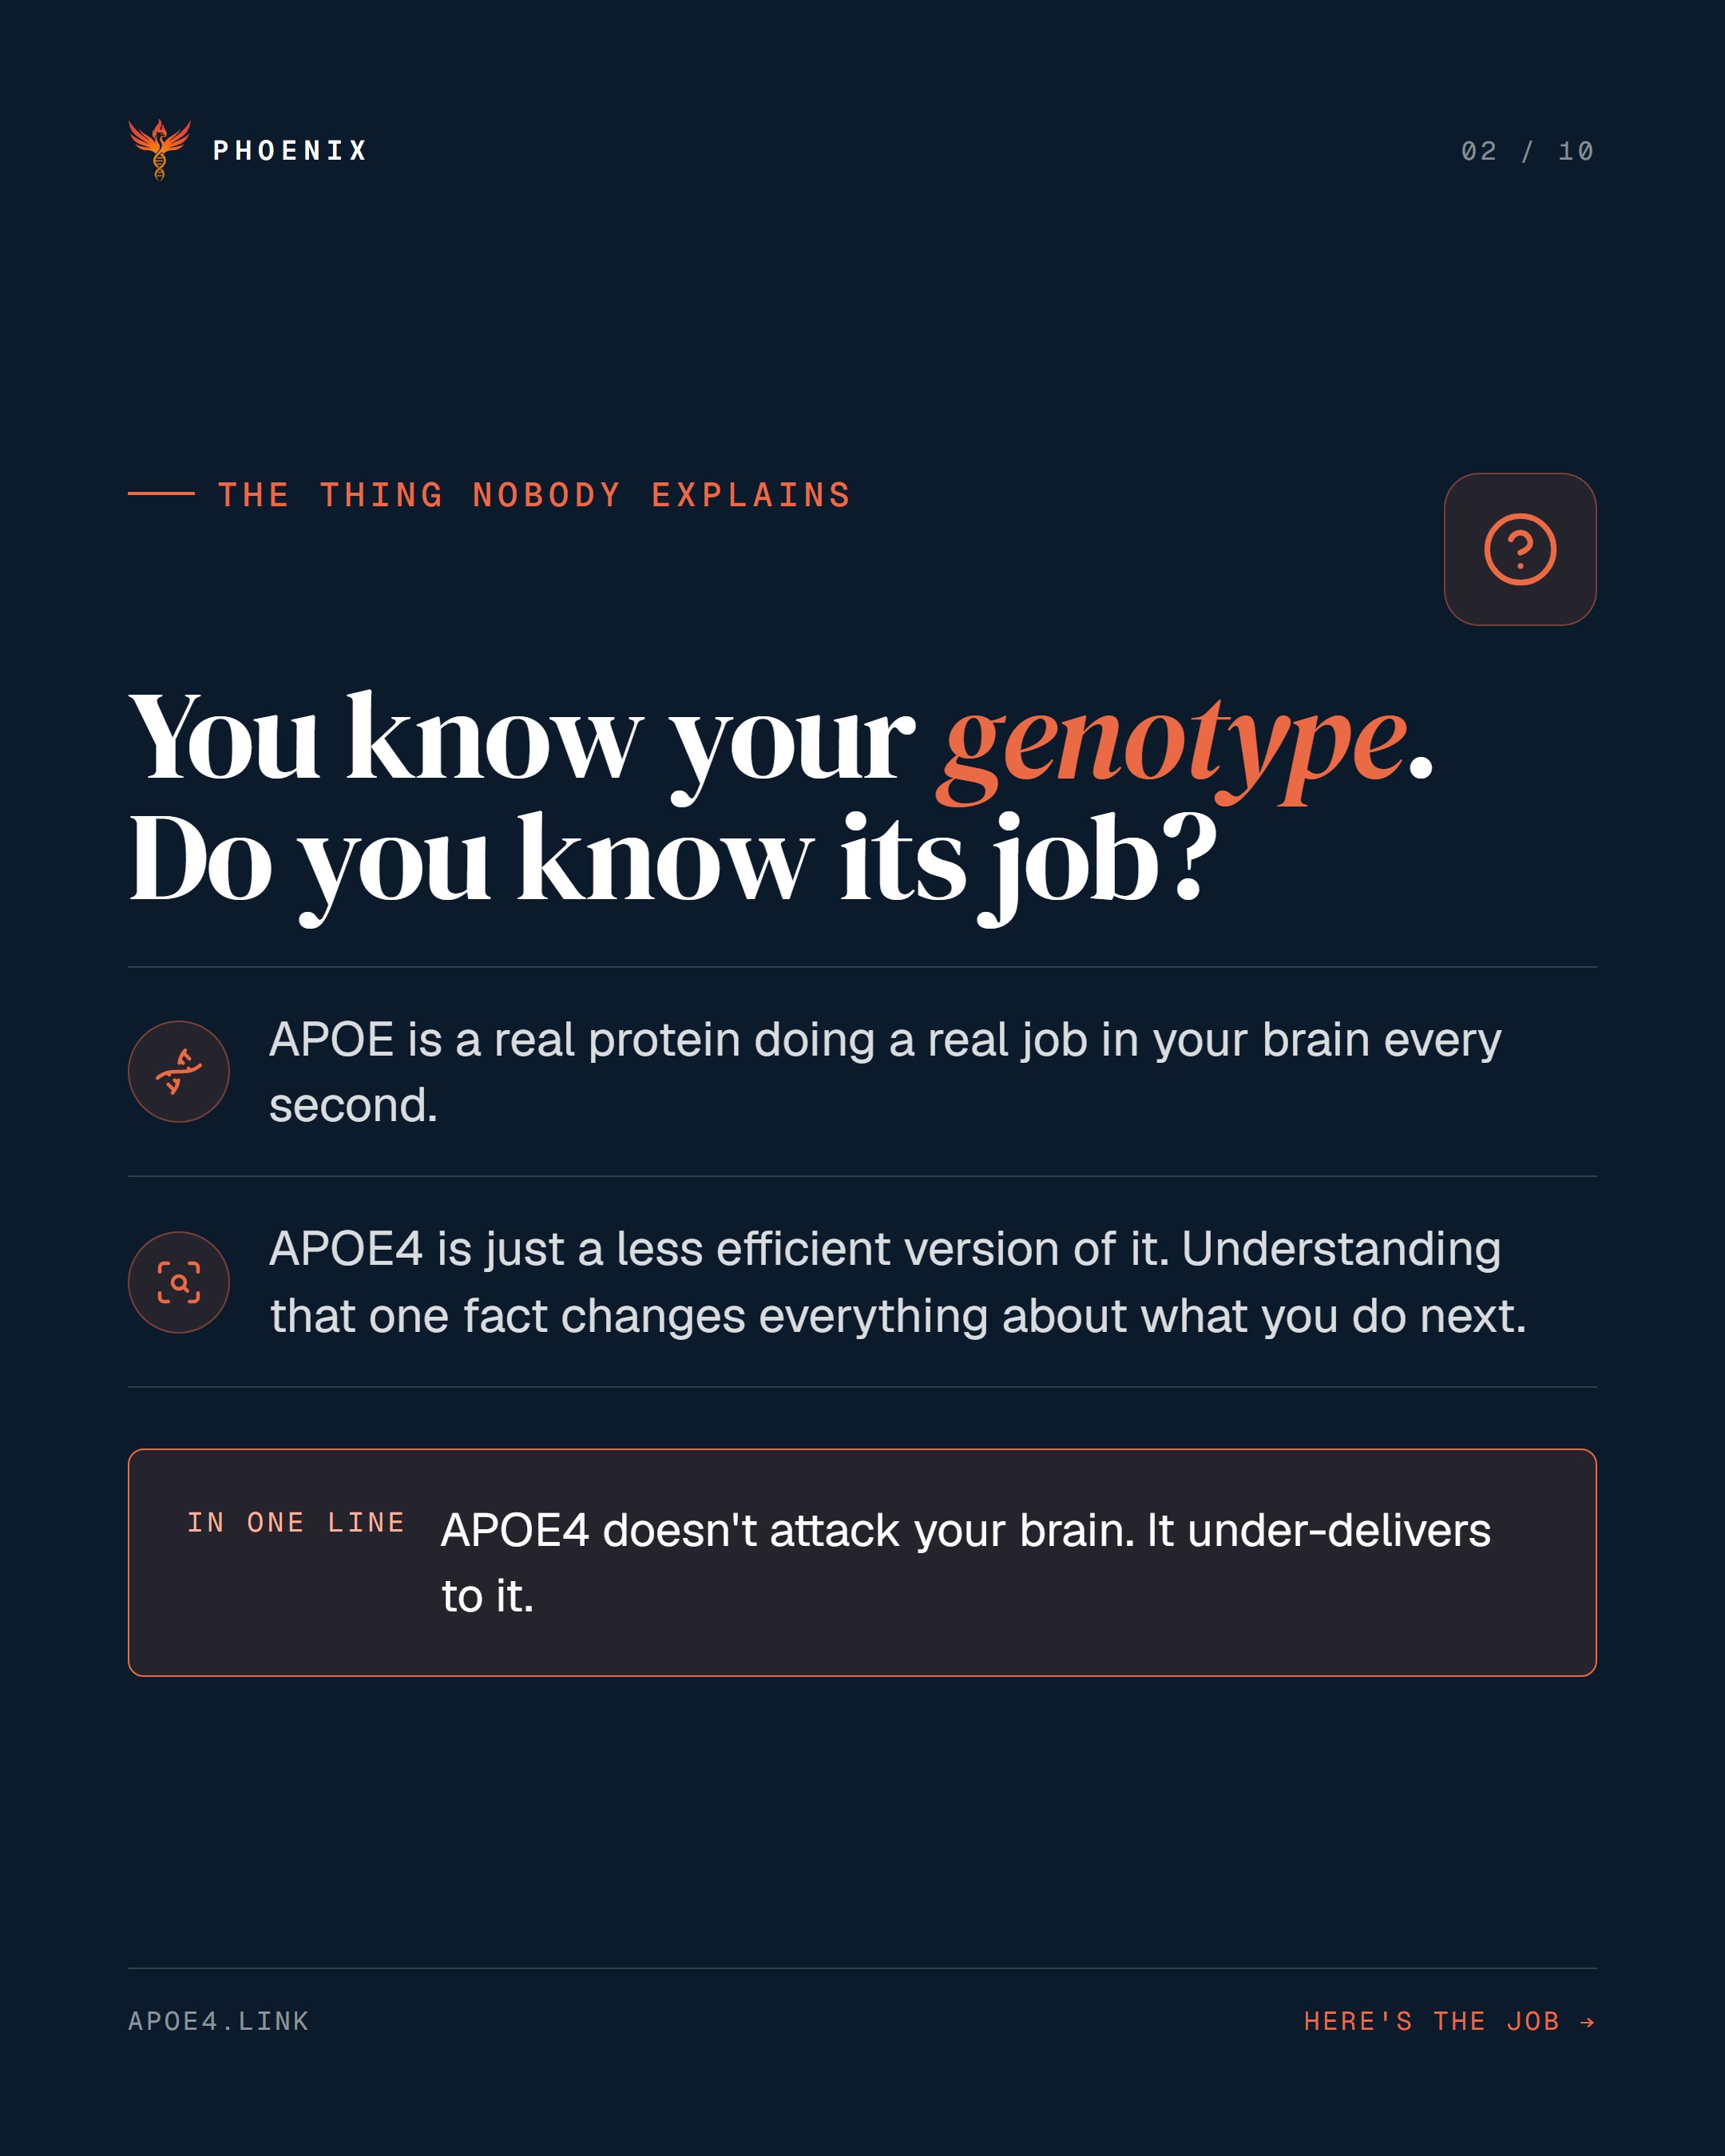 PHOENIX
02 / 10
THE THING NOBODY EXPLAINS
You know your genotype.
Do you know its job?
APOE is a real protein doing a real job in your brain every
second.
APOE4 is just a less efficient version of it. Understanding
that one fact changes everything about what you do next.
IN ONE LINE
APOE4 doesn't attack your brain. It under-delivers
to it.
APOE4.LINK
HERE'S THE JOB →